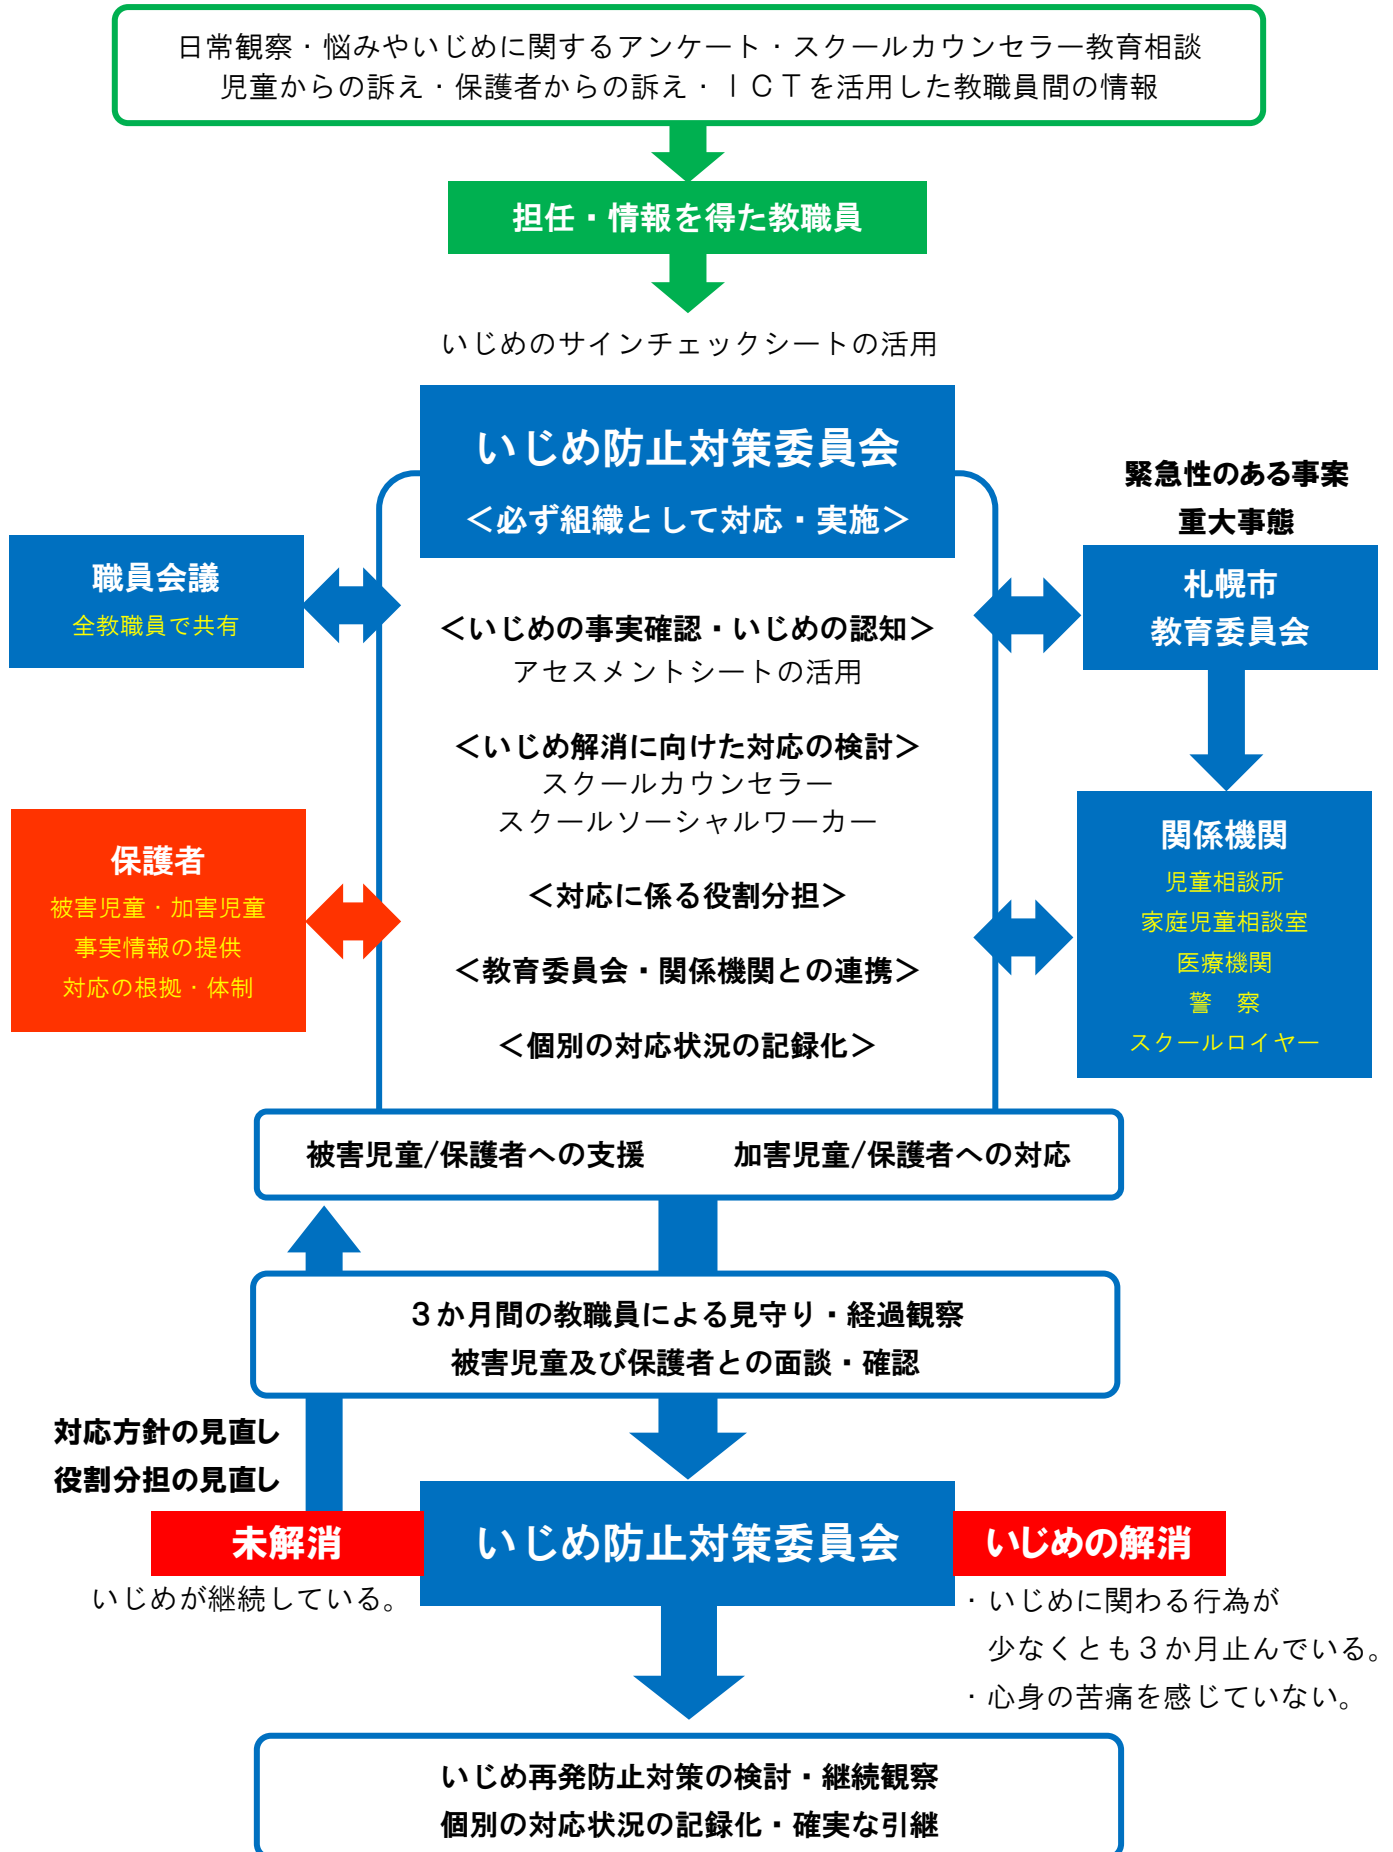 日常観察・悩みやいじめに関するアンケート・スクールカウンセラー教育相談
児童からの訴え・保護者からの訴え・ＩＣＴを活用した教職員間の情報
担任・情報を得た教職員
いじめのサインチェックシートの活用
いじめ防止対策委員会
＜必ず組織として対応・実施＞
緊急性のある事案
重大事態
職員会議
全教職員で共有
札幌市
教育委員会
＜いじめの事実確認・いじめの認知＞
アセスメントシートの活用
＜いじめ解消に向けた対応の検討＞
スクールカウンセラー
スクールソーシャルワーカー
＜対応に係る役割分担＞
＜教育委員会・関係機関との連携＞
＜個別の対応状況の記録化＞
保護者
被害児童・加害児童
事実情報の提供
対応の根拠・体制
関係機関
児童相談所
家庭児童相談室
医療機関
警　察
スクールロイヤー
被害児童/保護者への支援　　　加害児童/保護者への対応
３か月間の教職員による見守り・経過観察
被害児童及び保護者との面談・確認
対応方針の見直し
役割分担の見直し
未解消
いじめが継続している。
いじめ防止対策委員会
いじめの解消
・いじめに関わる行為が
少なくとも３か月止んでいる。
・心身の苦痛を感じていない。
いじめ再発防止対策の検討・継続観察
個別の対応状況の記録化・確実な引継